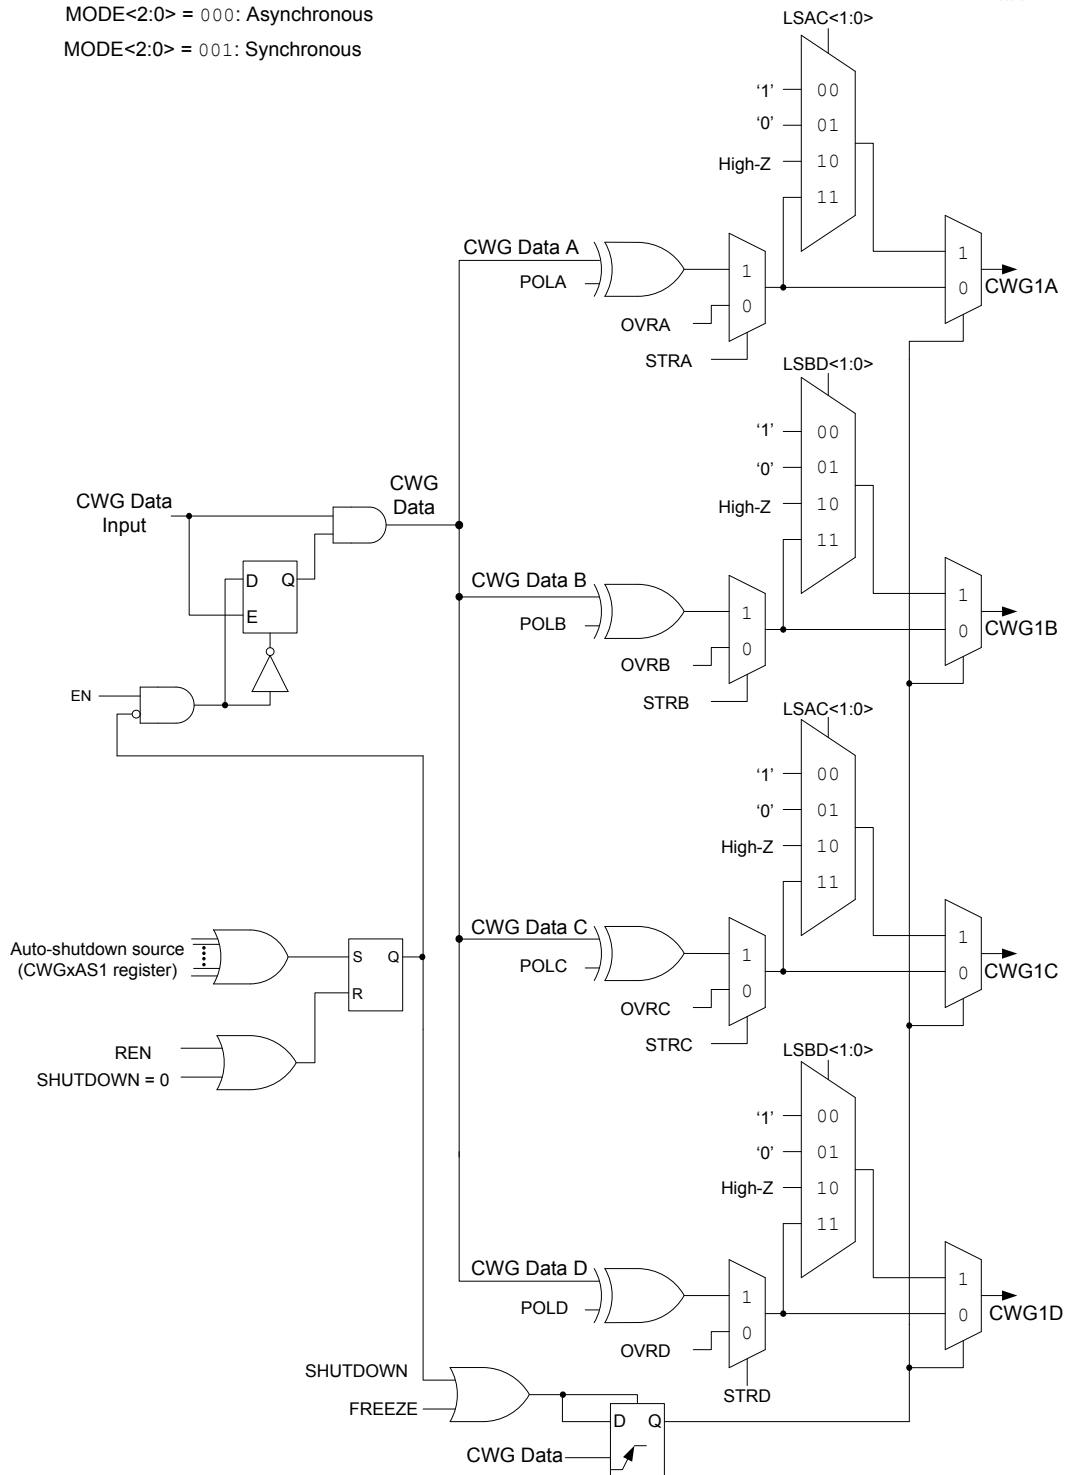 MODE<2:0> = 000: Asynchronous
MODE<2:0> = 001: Synchronous
LSAC<1:0>
‘1’
00
‘0’
01
High-Z
10
11
CWG Data A
POLA
1
0
OVRA
STRA
1
0
CWG1A
LSBD<1:0>
‘1’
00
‘0’
01
High-Z
10
11
CWG Data
Input
CWG
Data
D
Q
E
EN
CWG Data B
POLB
1
0
OVRB
STRB
1
0
CWG1B
LSAC<1:0>
‘1’
00
‘0’
01
High-Z
10
11
CWG Data C
POLC
1
0
OVRC
STRC
1
0
CWG1C
Auto-shutdown source
(CWGxAS1 register)
S
Q
R
REN
SHUTDOWN = 0
LSBD<1:0>
‘1’
00
‘0’
01
High-Z
10
11
CWG Data D
POLD
1
0
OVRD
STRD
1
0
CWG1D
SHUTDOWN
FREEZE
D
Q
CWG Data